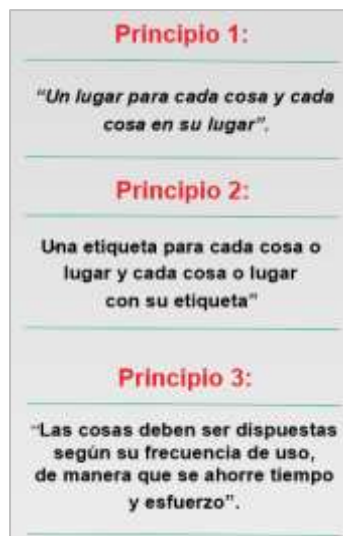 Principio 1:
“Un lugar para cada cosa y cada
cosa en su lugar”.
Principio 2:
Una etiqueta para cada cosa o
lugar y cada cosa o lugar
con su etiqueta”
Principio 3:
“Las cosas deben ser dispuestas
según su frecuencia de uso,
de manera que se ahorre tiempo
y esfuerzo”.